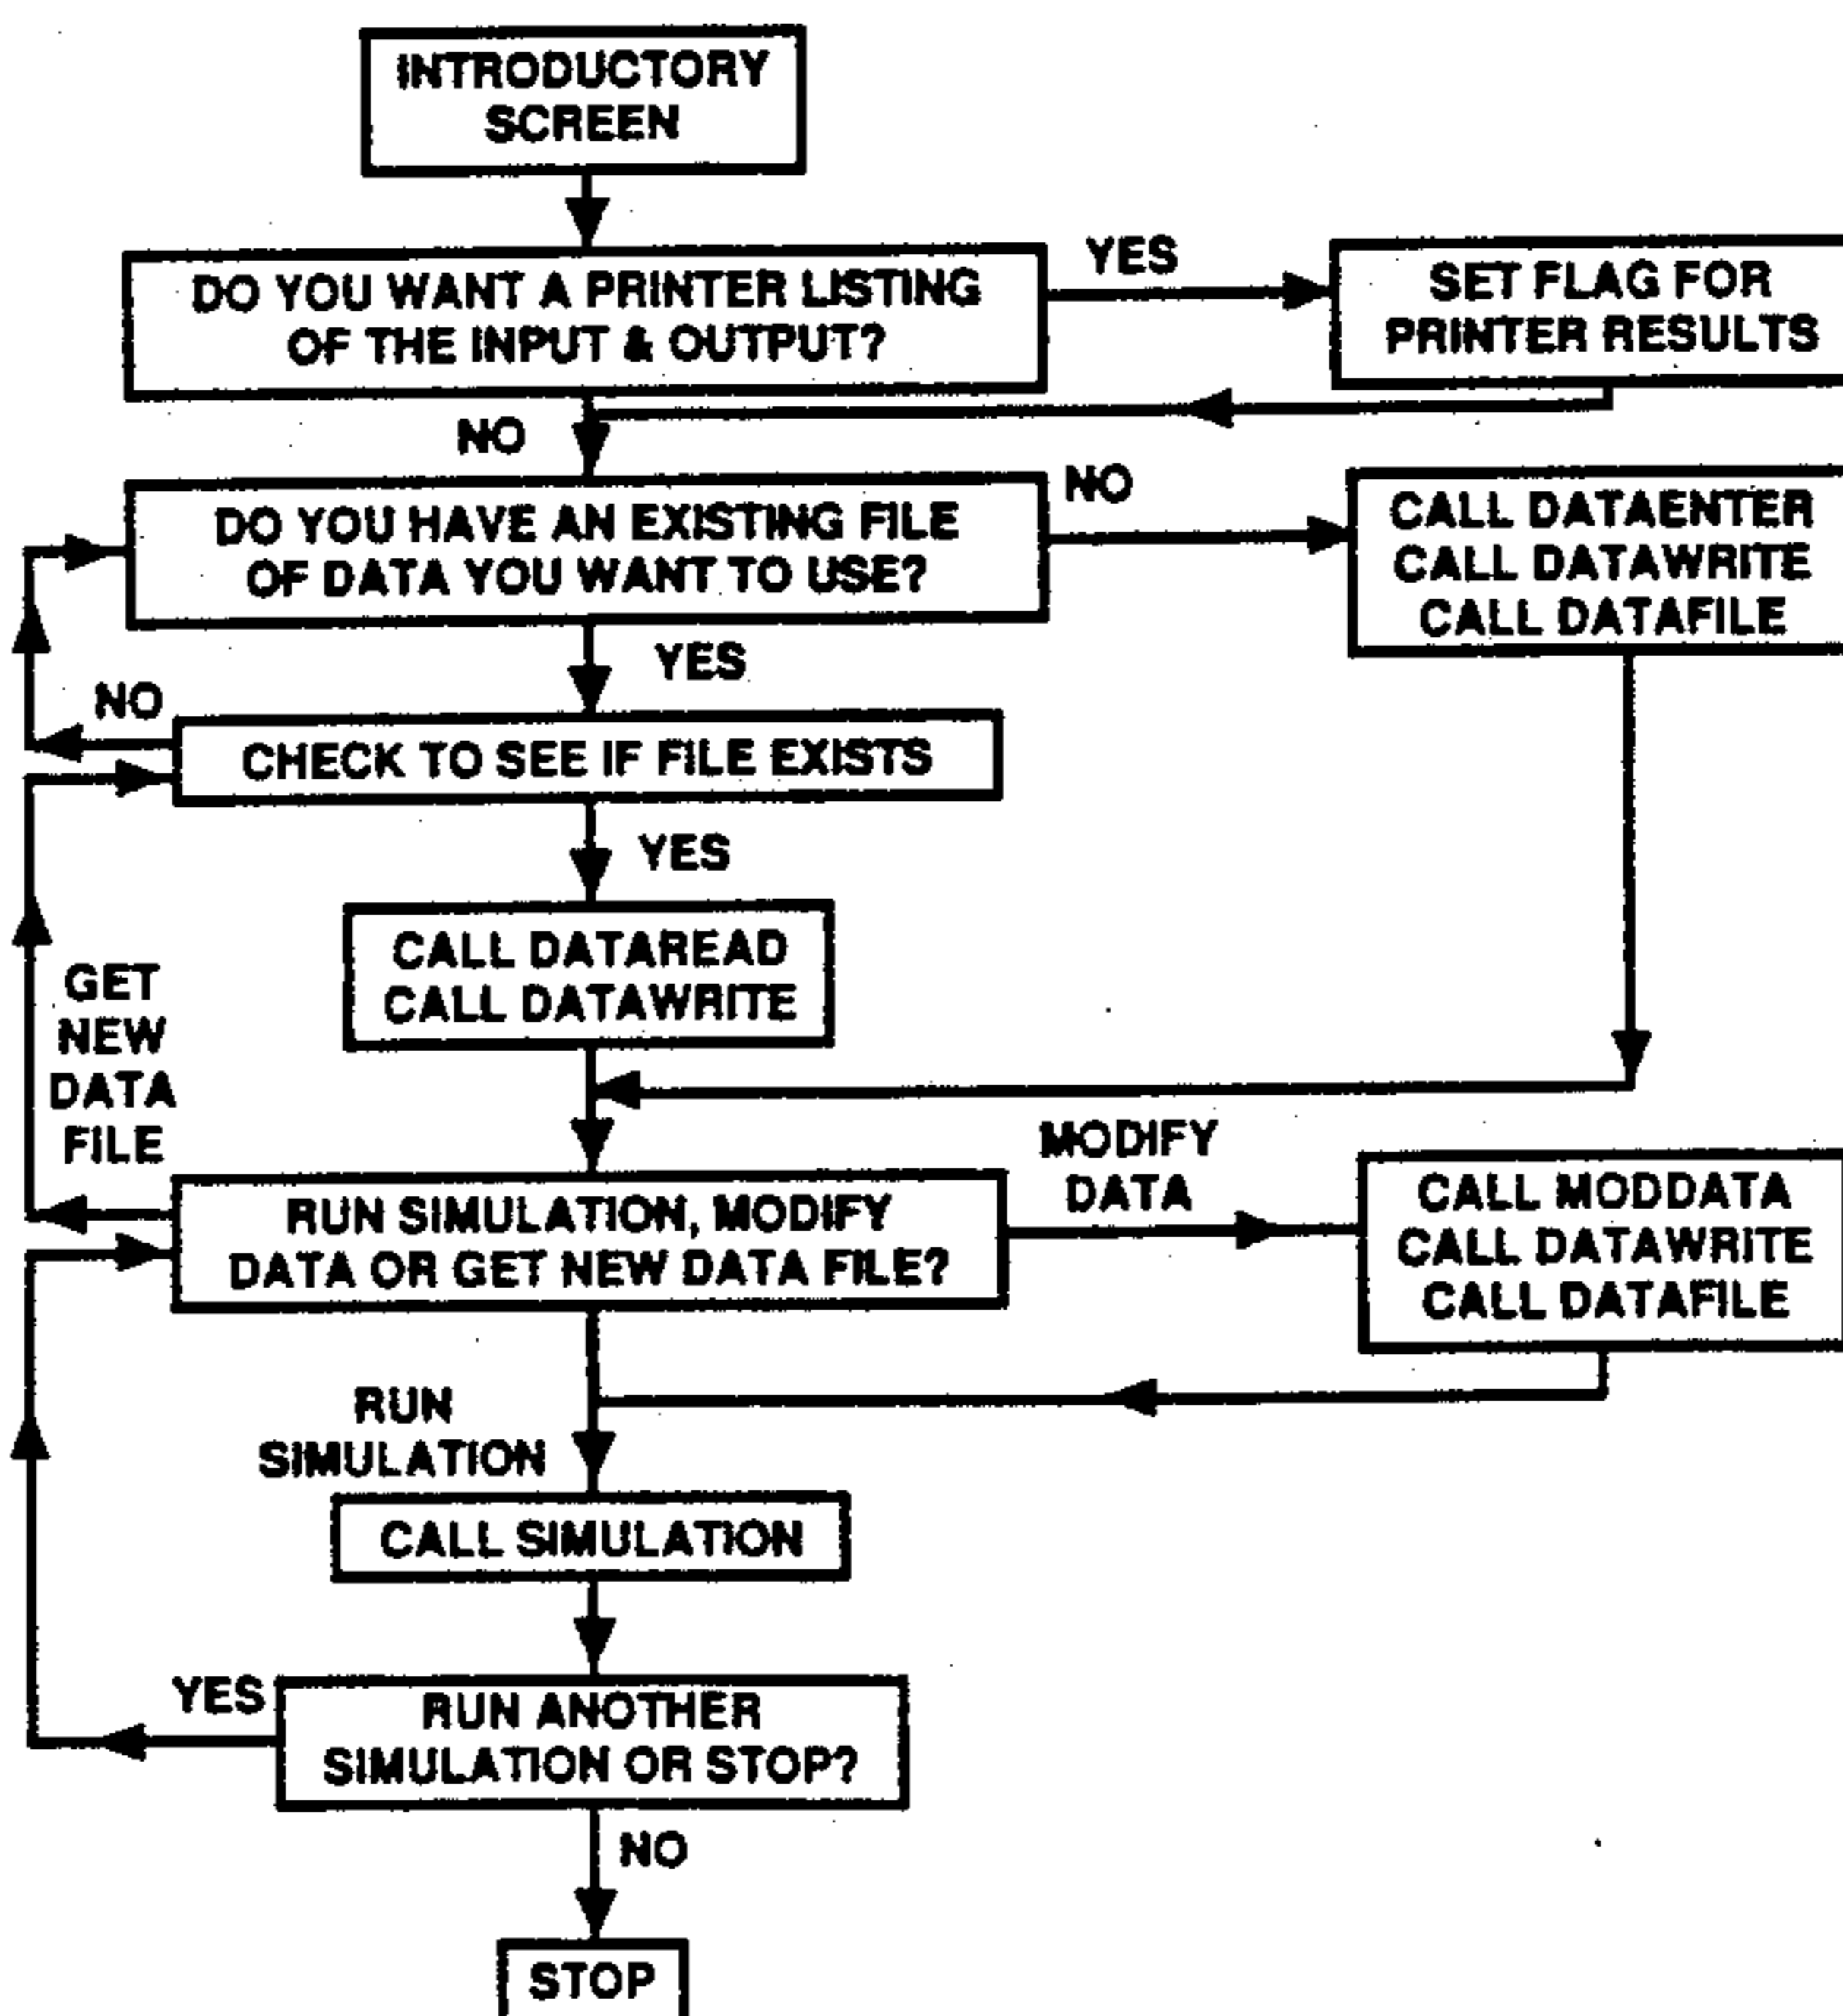 INTRODUCTORY
SCREEN
DO YOU WANT A PRINTER LISTING
OF THE INPUT & OUTPUT?
YES
SET FLAG FOR
PRINTER RESULTS
NO
DO YOU HAVE AN EXISTING FILE
OF DATA YOU WANT TO USE?
NO
CALL DATAENTER
CALL DATAWRITE
CALL DATAFILE
YES
NO
CHECK TO SEE IF FILE EXISTS
YES
CALL DATAREAD
CALL DATAWRITE
GET
NEW
DATA
FILE
RUN SIMULATION, MODIFY
DATA OR GET NEW DATA FILE?
MODIFY
DATA
CALL MODDATA
CALL DATAWRITE
CALL DATAFILE
RUN
SIMULATION
CALL SIMULATION
YES
RUN ANOTHER
SIMULATION OR STOP?
NO
STOP